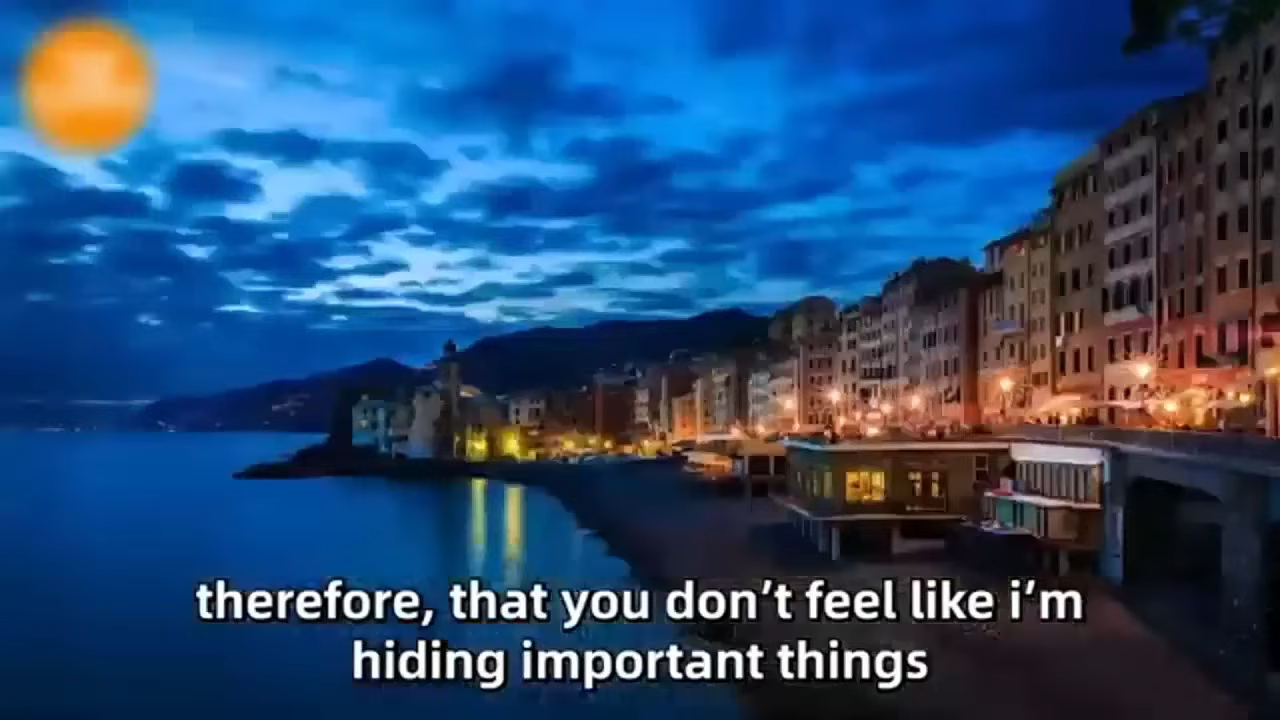 therefore, that you don’t feel like i’m
hiding important things